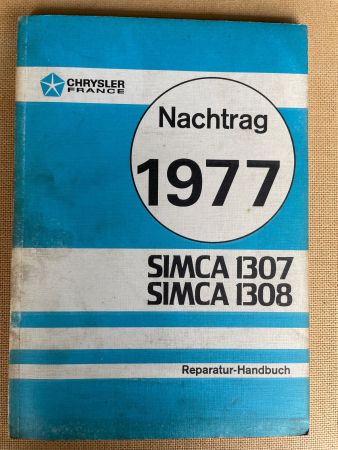 CHRYSLER
FRANCE
Nachtrag
1977
SIMCA 1307
SIMCA 1308
Reparatur-Handbuch